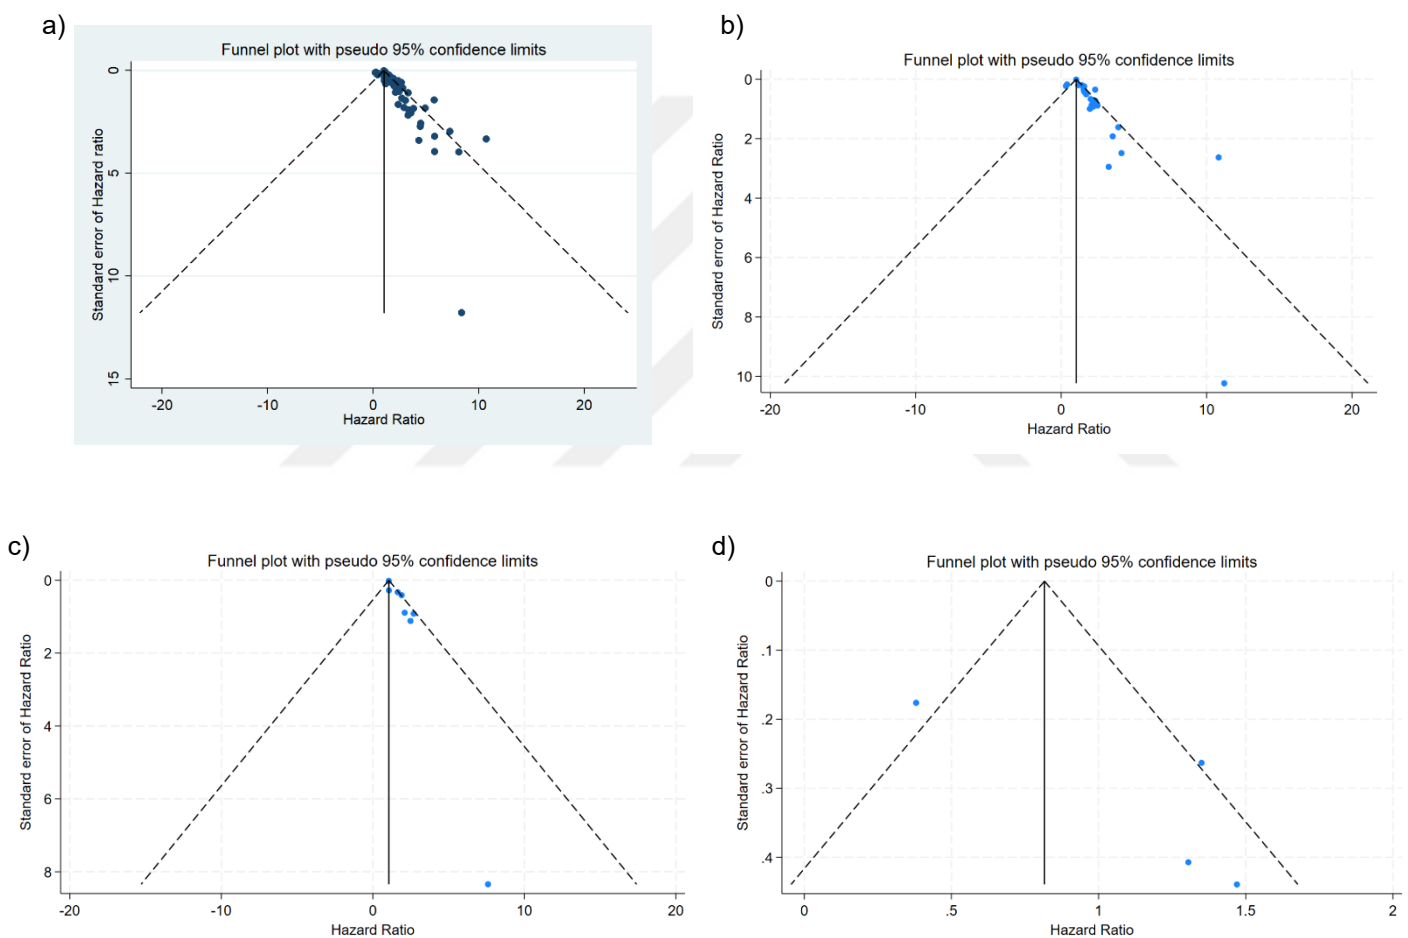 a)
Funnel plot with pseudo 95% confidence limits
Standard error of Hazard ratio
0
5
10
15
-20
-10
0
10
20
Hazard Ratio
b)
Funnel plot with pseudo 95% confidence limits
Standard error of Hazard Ratio
0
2
4
6
8
10
-20
-10
0
10
20
Hazard Ratio
c)
Funnel plot with pseudo 95% confidence limits
Standard error of Hazard Ratio
0
2
4
6
8
-20
-10
0
10
20
Hazard Ratio
d)
Funnel plot with pseudo 95% confidence limits
Standard error of Hazard Ratio
0
.1
.2
.3
.4
0
.5
1
1.5
2
Hazard Ratio